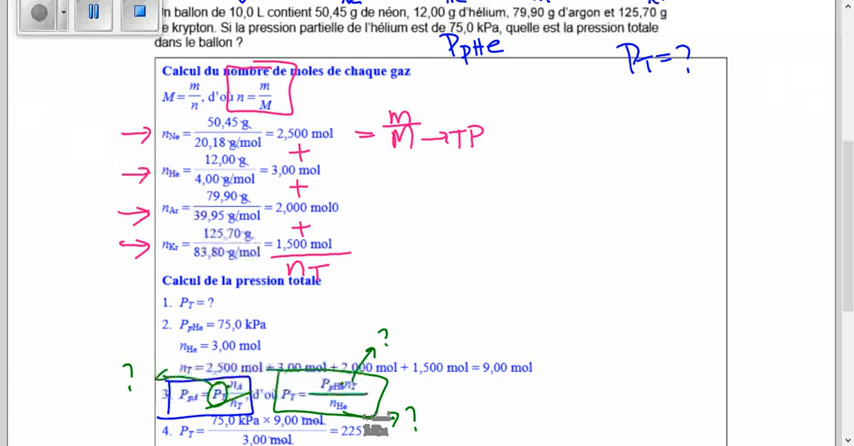 n ballon de 10,0 L contient 50,45 g de néon, 12,00 g d'hélium, 79,90 g d'argon et 125,70 g
e krypton. Si la pression partielle de l'hélium est de 75,0 kPa, quelle est la pression totale
dans le ballon ?
PpHe
PT = ?
Calcul du nombre de moles de chaque gaz
M = m/n, d'où n = m/M
nNe = 50,45 g / 20,18 g/mol = 2,500 mol = m/M → TP
+
nHe = 12,00 g / 4,00 g/mol = 3,00 mol
+
nAr = 79,90 g / 39,95 g/mol = 2,000 mol0
+
nKr = 125,70 g / 83,80 g/mol = 1,500 mol
nT
Calcul de la pression totale
1. PT = ?
2. PpHe = 75,0 kPa
nHe = 3,00 mol
?
nT = 2,500 mol + 3,00 mol + 2,000 mol + 1,500 mol = 9,00 mol
?
3. PpA = PT nA/nT, d'où PT = PpHe nT / nHe
?
4. PT = 75,0 kPa × 9,00 mol / 3,00 mol = 225